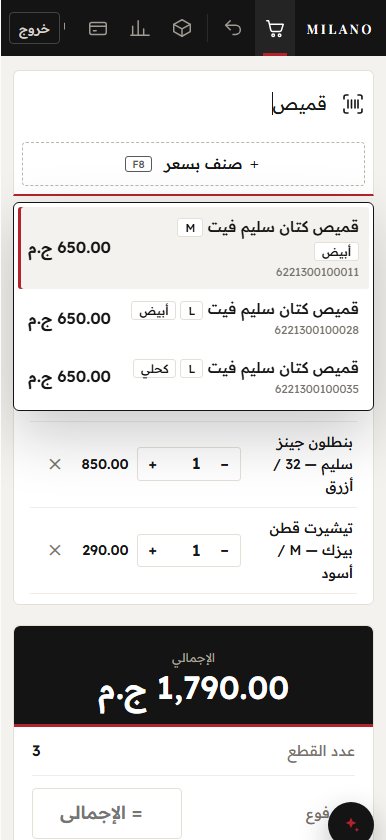 MILANO
خروج
قميص
+ صنف بسعر F8
قميص كتان سليم فيت M
أبيض
6221300100011
650.00 ج.م
قميص كتان سليم فيت L أبيض
6221300100028
650.00 ج.م
قميص كتان سليم فيت L كحلي
6221300100035
650.00 ج.م
بنطلون جينز
سليم — 32 /
أزرق
− 1 +
850.00 ×
تيشيرت قطن
بيزك — M /
أسود
− 1 +
290.00 ×
الإجمالي
1,790.00 ج.م
عدد القطع 3
فوع
= الإجمالي